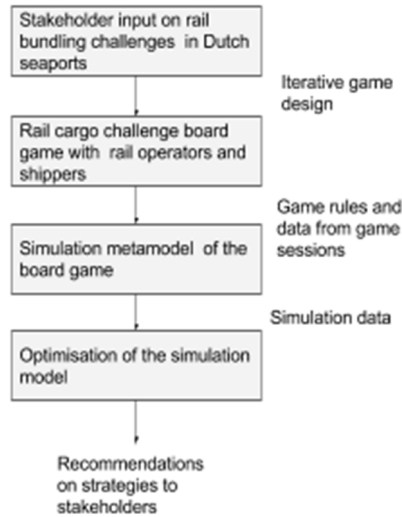 Stakeholder input on rail
bundling challenges in Dutch
seaports
Iterative game
design
Rail cargo challenge board
game with rail operators and
shippers
Game rules and
data from game
sessions
Simulation metamodel of the
board game
Simulation data
Optimisation of the simulation
model
Recommendations
on strategies to
stakeholders